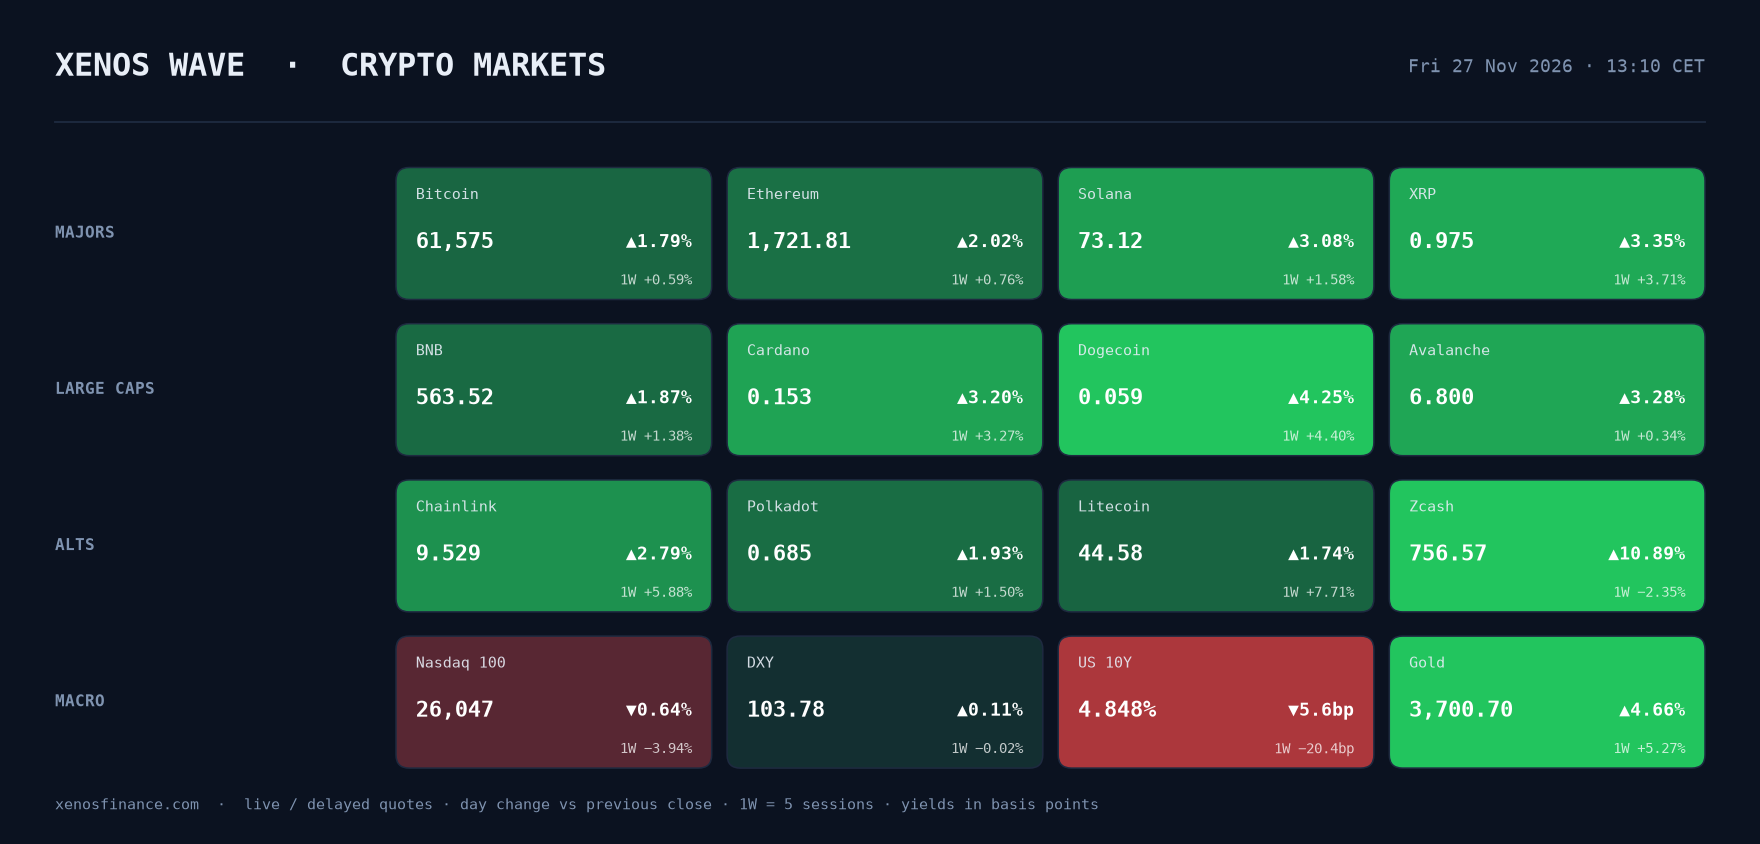 XENOS WAVE · CRYPTO MARKETS
Fri 27 Nov 2026 · 13:10 CET
MAJORS
Bitcoin
61,575 ▲1.79%
1W +0.59%
Ethereum
1,721.81 ▲2.02%
1W +0.76%
Solana
73.12 ▲3.08%
1W +1.58%
XRP
0.975 ▲3.35%
1W +3.71%
LARGE CAPS
BNB
563.52 ▲1.87%
1W +1.38%
Cardano
0.153 ▲3.20%
1W +3.27%
Dogecoin
0.059 ▲4.25%
1W +4.40%
Avalanche
6.800 ▲3.28%
1W +0.34%
ALTS
Chainlink
9.529 ▲2.79%
1W +5.88%
Polkadot
0.685 ▲1.93%
1W +1.50%
Litecoin
44.58 ▲1.74%
1W +7.71%
Zcash
756.57 ▲10.89%
1W −2.35%
MACRO
Nasdaq 100
26,047 ▼0.64%
1W −3.94%
DXY
103.78 ▲0.11%
1W −0.02%
US 10Y
4.848% ▼5.6bp
1W −20.4bp
Gold
3,700.70 ▲4.66%
1W +5.27%
xenosfinance.com · live / delayed quotes · day change vs previous close · 1W = 5 sessions · yields in basis points